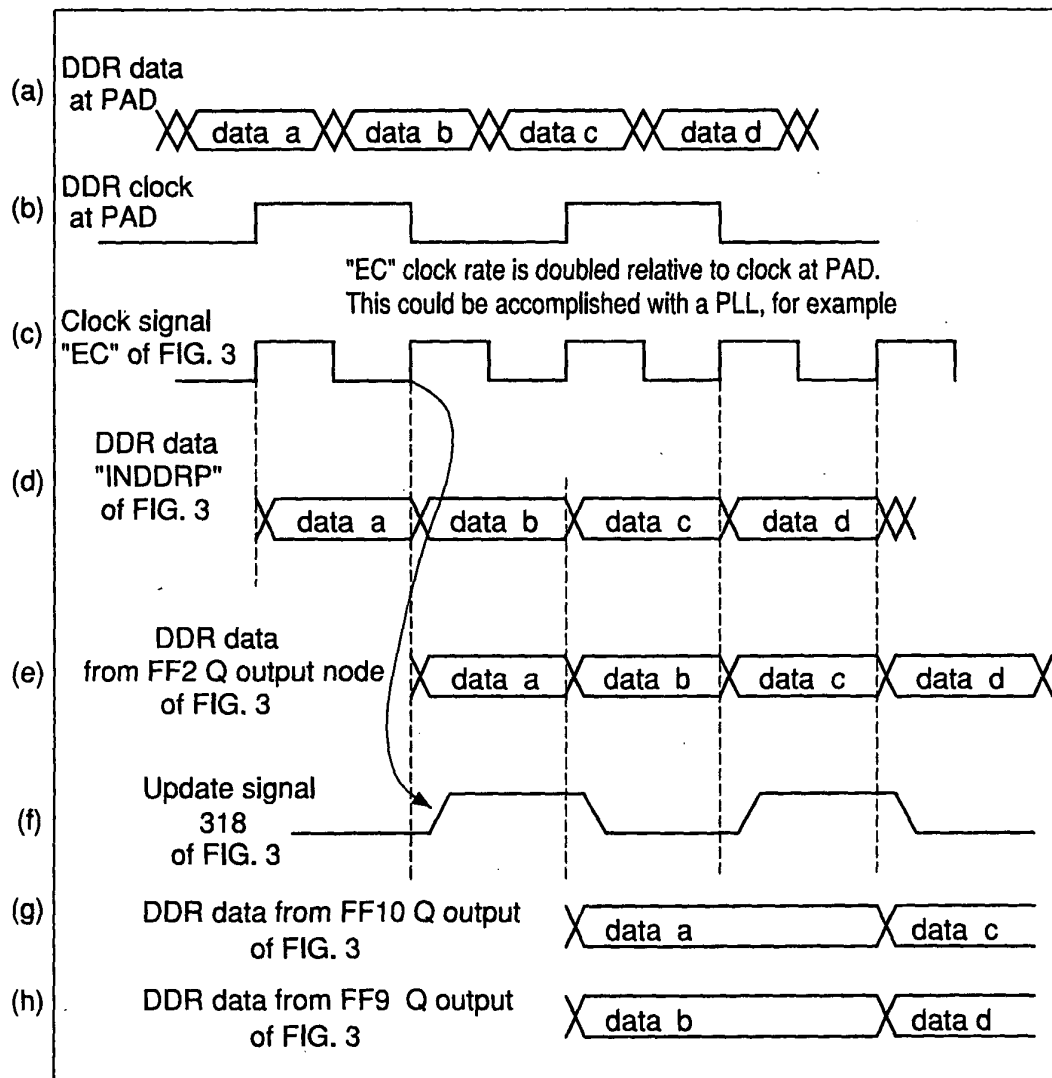 (a) DDR data
at PAD
data a data b data c data d
(b) DDR clock
at PAD
"EC" clock rate is doubled relative to clock at PAD.
This could be accomplished with a PLL, for example
(c) Clock signal
"EC" of FIG. 3
(d) DDR data
"INDDRP"
of FIG. 3
data a data b data c data d
(e) DDR data
from FF2 Q output node
of FIG. 3
data a data b data c data d
(f) Update signal
318
of FIG. 3
(g) DDR data from FF10 Q output
of FIG. 3
data a data c
(h) DDR data from FF9 Q output
of FIG. 3
data b data d